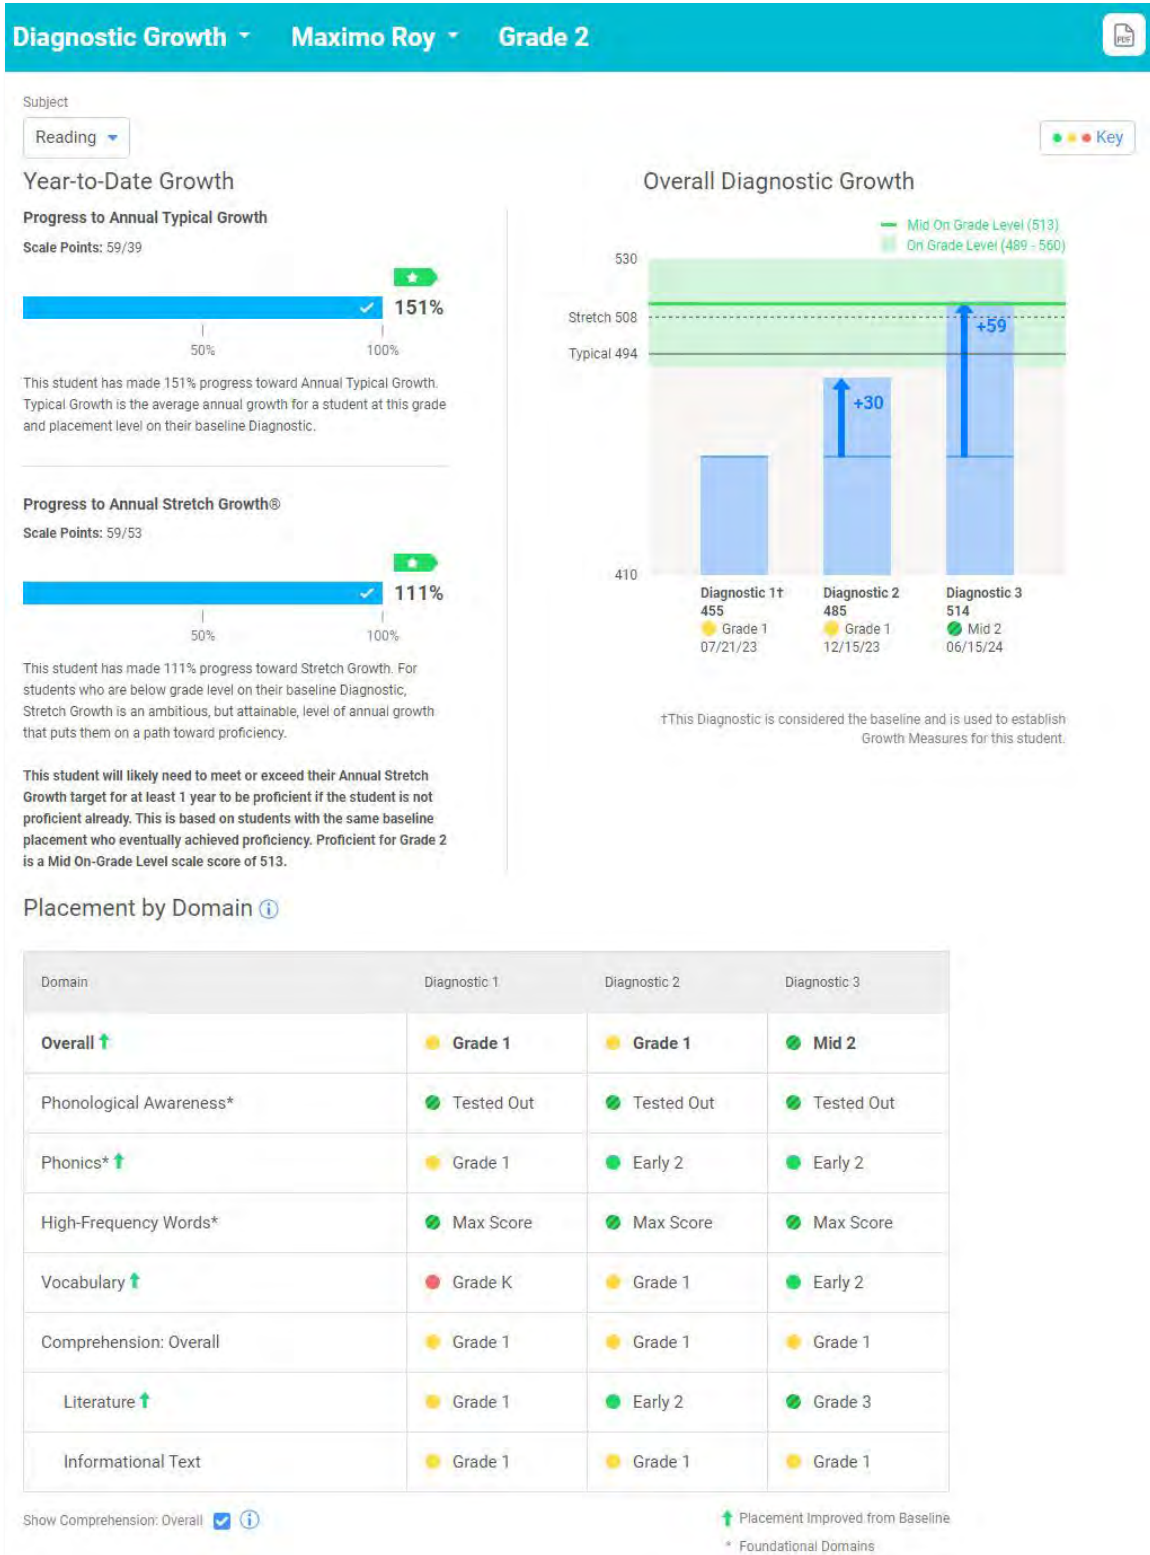 Diagnostic Growth Maximo Roy Grade 2
PDF
Subject
Reading
Key
Year-to-Date Growth
Progress to Annual Typical Growth
Scale Points: 59/39
151%
50% 100%
This student has made 151% progress toward Annual Typical Growth.
Typical Growth is the average annual growth for a student at this grade
and placement level on their baseline Diagnostic.
Progress to Annual Stretch Growth®
Scale Points: 59/53
111%
50% 100%
This student has made 111% progress toward Stretch Growth. For
students who are below grade level on their baseline Diagnostic,
Stretch Growth is an ambitious, but attainable, level of annual growth
that puts them on a path toward proficiency.
This student will likely need to meet or exceed their Annual Stretch
Growth target for at least 1 year to be proficient if the student is not
proficient already. This is based on students with the same baseline
placement who eventually achieved proficiency. Proficient for Grade 2
is a Mid On-Grade Level scale score of 513.
Overall Diagnostic Growth
Mid On Grade Level (513)
On Grade Level (489 - 560)
530
Stretch 508
+59
Typical 494
+30
410
Diagnostic 1† Diagnostic 2 Diagnostic 3
455 485 514
Grade 1 Grade 1 Mid 2
07/21/23 12/15/23 06/15/24
†This Diagnostic is considered the baseline and is used to establish
Growth Measures for this student.
Placement by Domain
Domain Diagnostic 1 Diagnostic 2 Diagnostic 3
Overall Grade 1 Grade 1 Mid 2
Phonological Awareness* Tested Out Tested Out Tested Out
Phonics* Grade 1 Early 2 Early 2
High-Frequency Words* Max Score Max Score Max Score
Vocabulary Grade K Grade 1 Early 2
Comprehension: Overall Grade 1 Grade 1 Grade 1
Literature Grade 1 Early 2 Grade 3
Informational Text Grade 1 Grade 1 Grade 1
Show Comprehension: Overall
Placement Improved from Baseline
* Foundational Domains